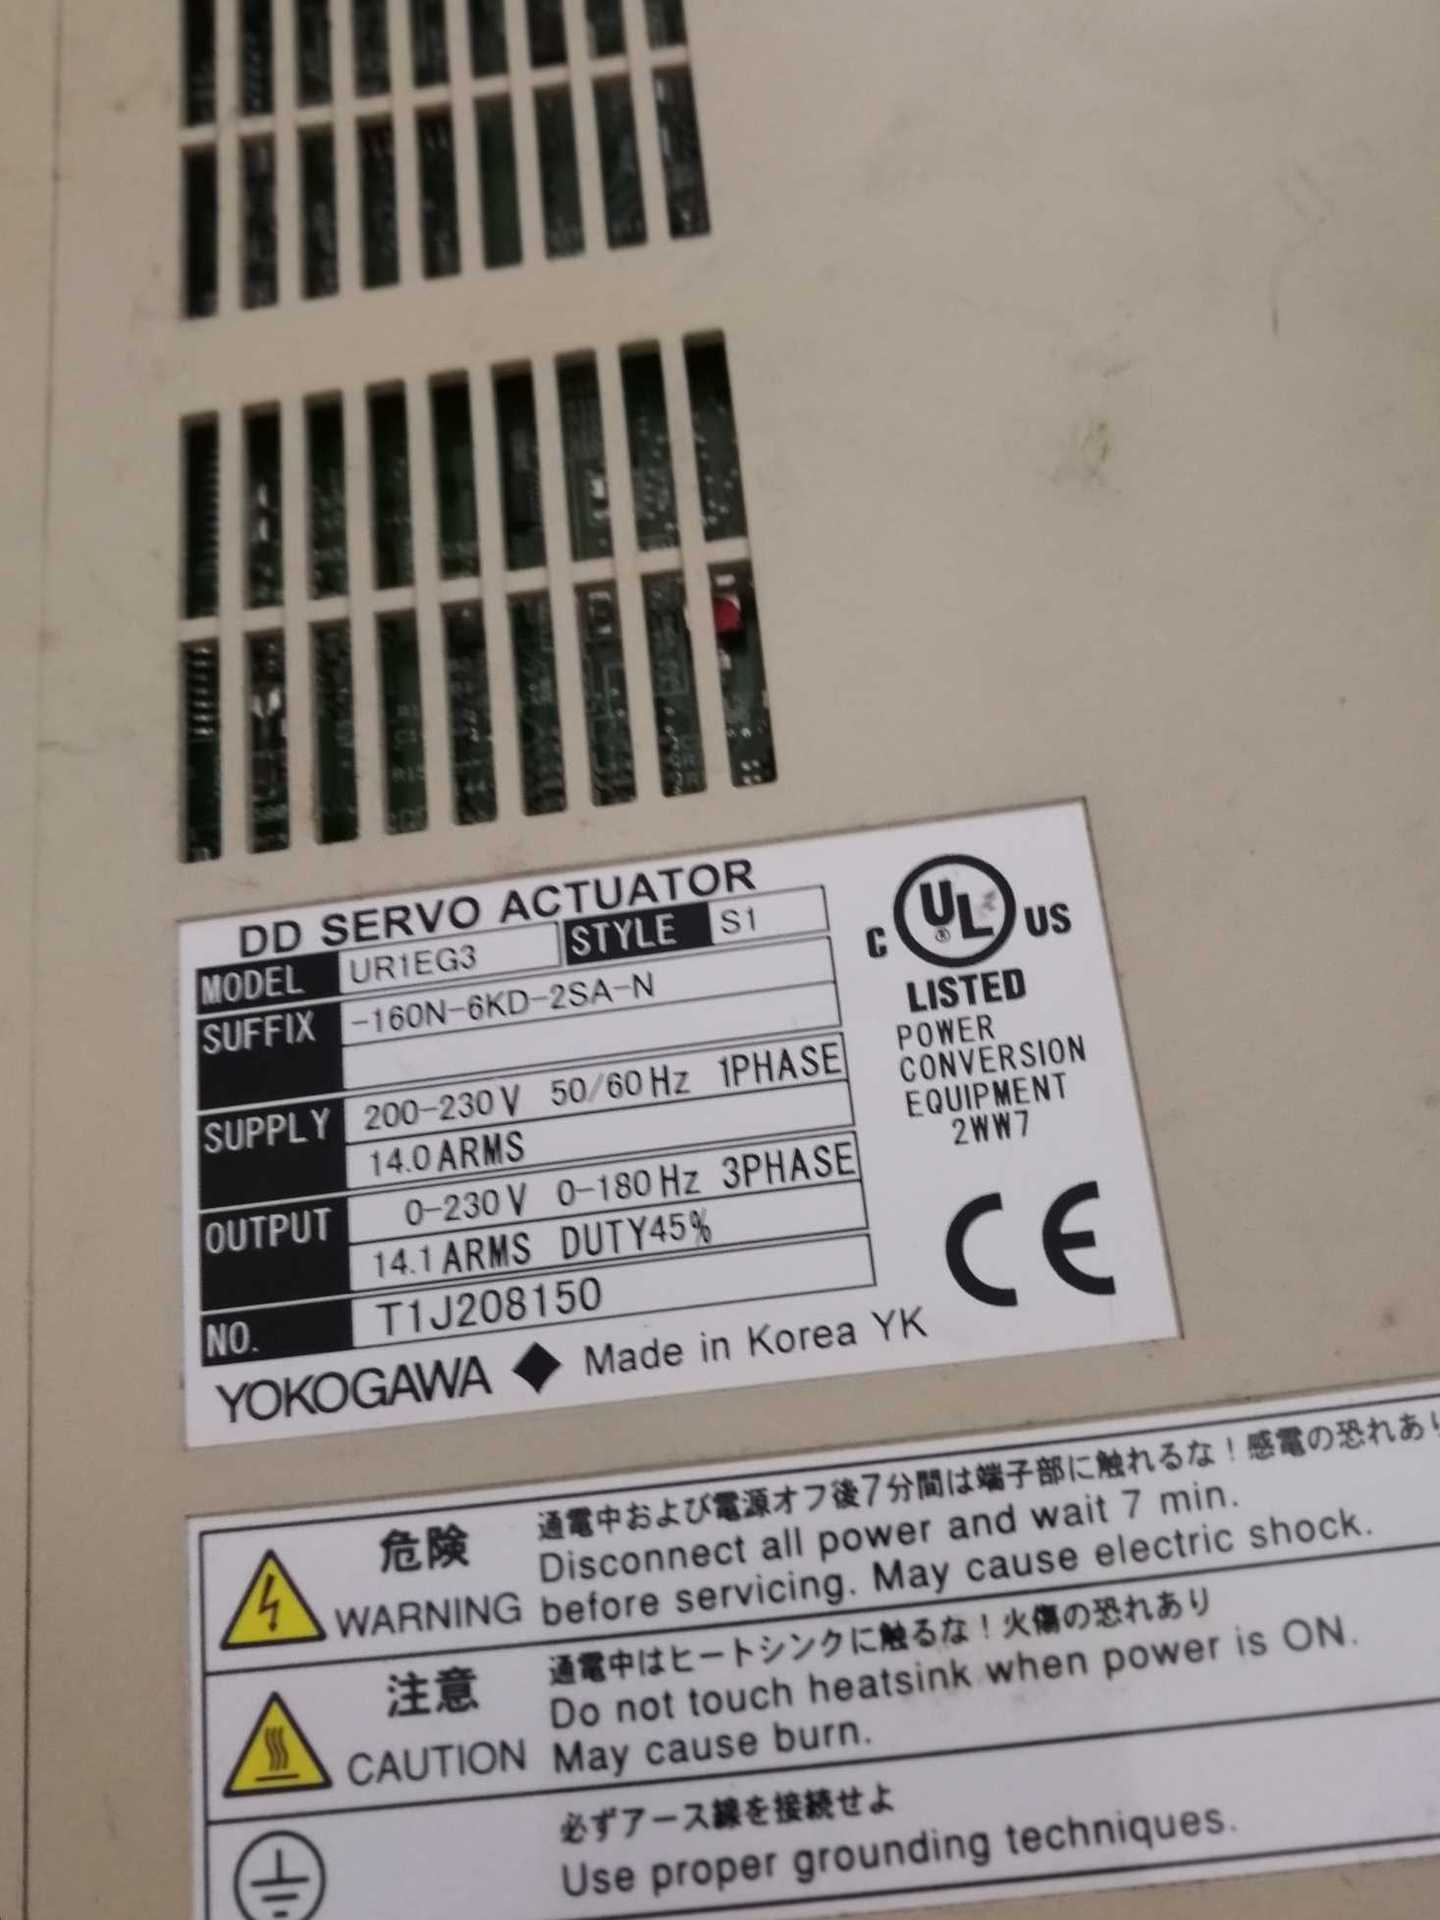 DD SERVO ACTUATOR
MODEL UR1EG3 STYLE S1
SUFFIX -160N-6KD-2SA-N
SUPPLY 200-230V 50/60Hz 1PHASE
14.0ARMS
OUTPUT 0-230V 0-180Hz 3PHASE
14.1ARMS DUTY45%
NO. T1J208150
YOKOGAWA ◆ Made in Korea YK
C UL ® US
LISTED
POWER
CONVERSION
EQUIPMENT
2WW7
CE
危険
WARNING
通電中および電源オフ後7分間は端子部に触れるな！感電の恐れあり
Disconnect all power and wait 7 min.
before servicing. May cause electric shock.
注意
CAUTION
通電中はヒートシンクに触るな！火傷の恐れあり
Do not touch heatsink when power is ON.
May cause burn.
必ずアース線を接続せよ
Use proper grounding techniques.